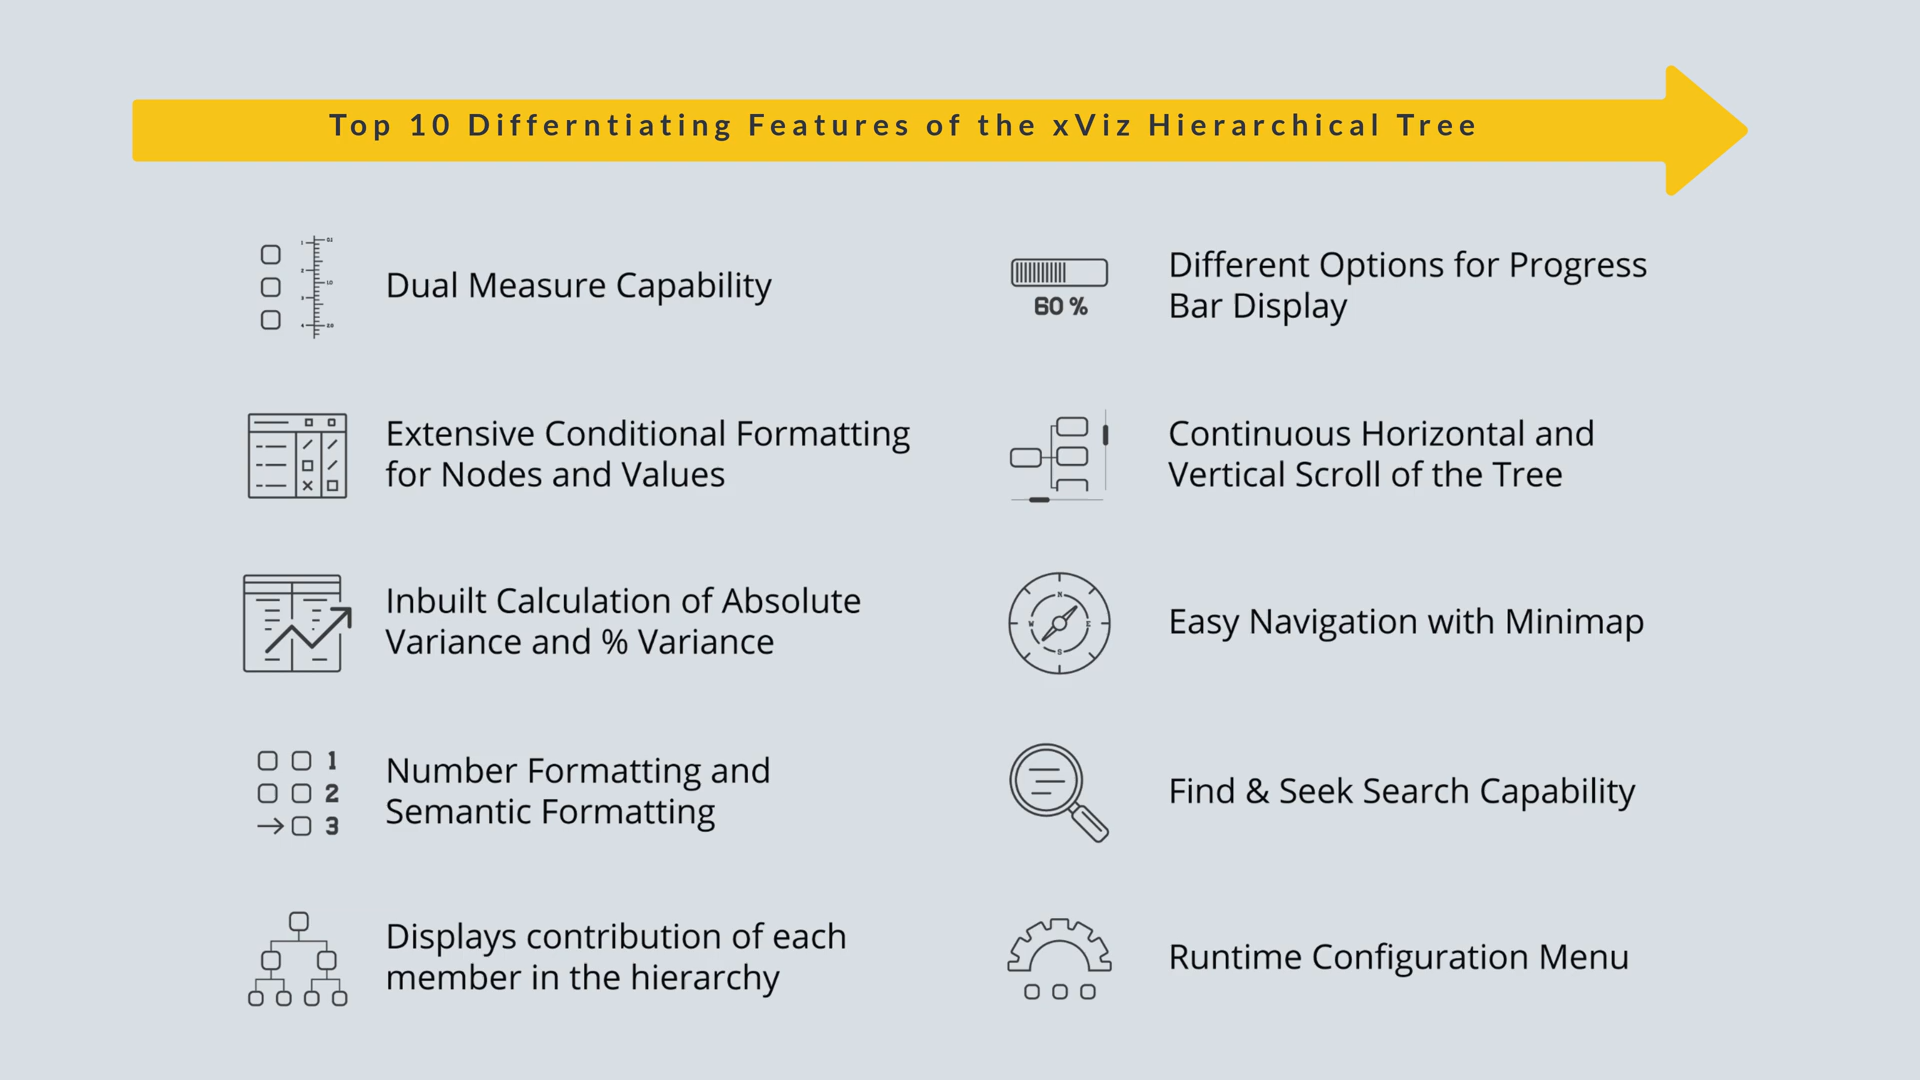 Top 10 Differntiating Features of the xViz Hierarchical Tree
Dual Measure Capability
Extensive Conditional Formatting
for Nodes and Values
Inbuilt Calculation of Absolute
Variance and % Variance
1
2
3
Number Formatting and
Semantic Formatting
Displays contribution of each
member in the hierarchy
60 %
Different Options for Progress
Bar Display
Continuous Horizontal and
Vertical Scroll of the Tree
N
W E
S
Easy Navigation with Minimap
Find & Seek Search Capability
Runtime Configuration Menu